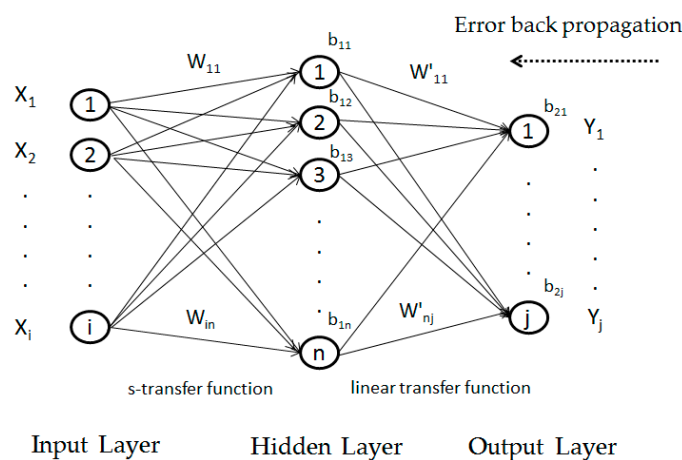 Error back propagation
b11
W11
W'11
X1
1
1
b12
b21
X2
2
2
1
Y1
b13
3
b2j
Xi
i
Win
b1n
W'nj
j
Yj
n
s-transfer function
linear transfer function
Input Layer
Hidden Layer
Output Layer